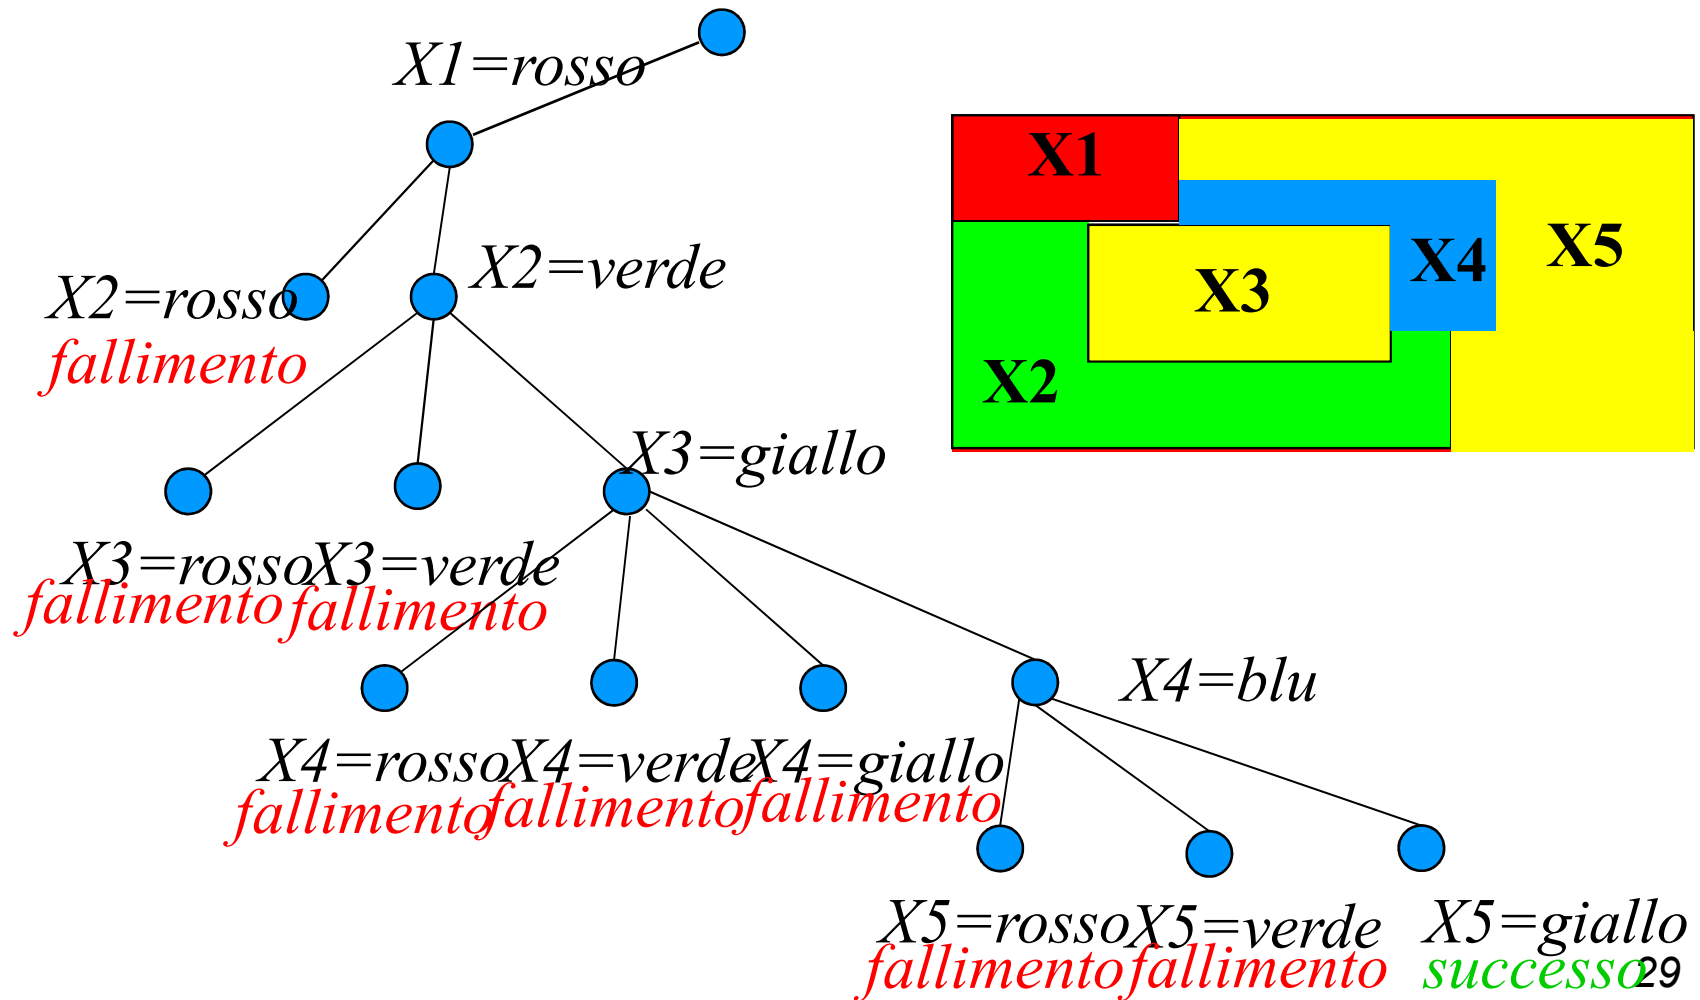 X1=rosso
X1
X5
X4
X3
X2
X2=verde
X2=rosso
fallimento
X3=giallo
X3=rosso X3=verde
fallimento fallimento
X4=blu
X4=rosso X4=verde X4=giallo
fallimento fallimento fallimento
X5=rosso X5=verde X5=giallo
fallimento fallimento successo 29